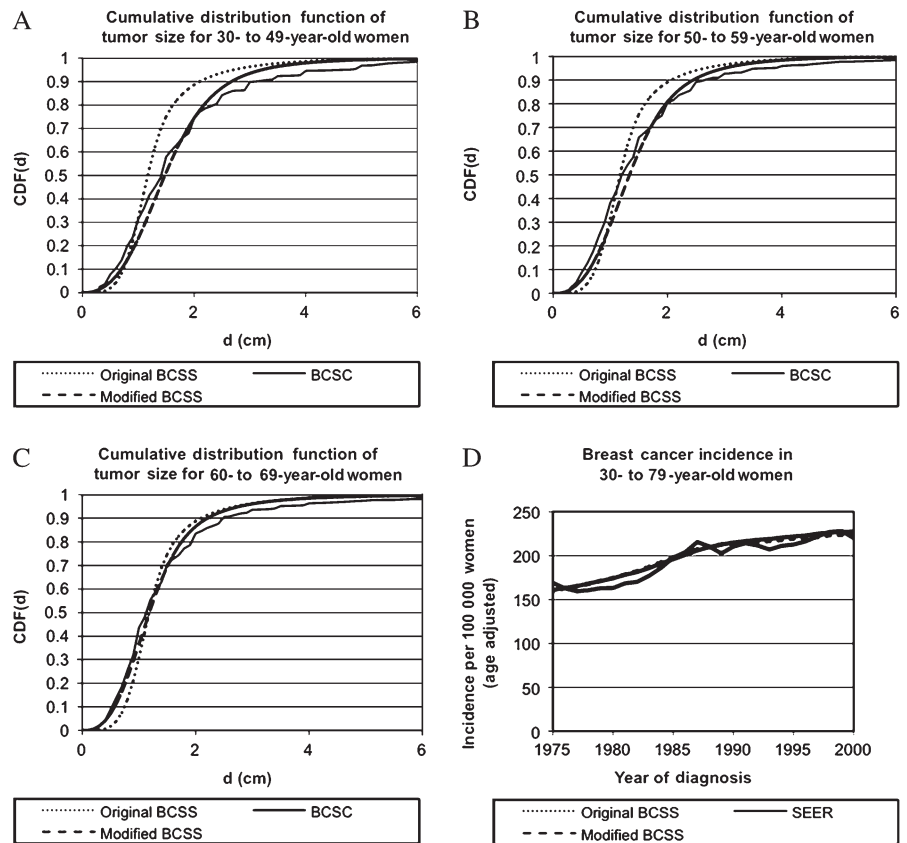 A
Cumulative distribution function of
tumor size for 30- to 49-year-old women
CDF(d)
1
0.9
0.8
0.7
0.6
0.5
0.4
0.3
0.2
0.1
0
0 2 4 6
d (cm)
Original BCSS BCSC
Modified BCSS
B
Cumulative distribution function of
tumor size for 50- to 59-year-old women
CDF(d)
1
0.9
0.8
0.7
0.6
0.5
0.4
0.3
0.2
0.1
0
0 2 4 6
d (cm)
Original BCSS BCSC
Modified BCSS
C
Cumulative distribution function of
tumor size for 60- to 69-year-old women
CDF(d)
1
0.9
0.8
0.7
0.6
0.5
0.4
0.3
0.2
0.1
0
0 2 4 6
d (cm)
Original BCSS BCSC
Modified BCSS
D
Breast cancer incidence in
30- to 79-year-old women
Incidence per 100 000 women
(age adjusted)
250
200
150
100
50
0
1975 1980 1985 1990 1995 2000
Year of diagnosis
Original BCSS SEER
Modified BCSS